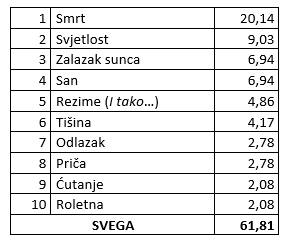 1 Smrt 20,14
2 Svjetlost 9,03
3 Zalazak sunca 6,94
4 San 6,94
5 Rezime (I tako…) 4,86
6 Tišina 4,17
7 Odlazak 2,78
8 Priča 2,78
9 Ćutanje 2,08
10 Roletna 2,08
SVEGA 61,81